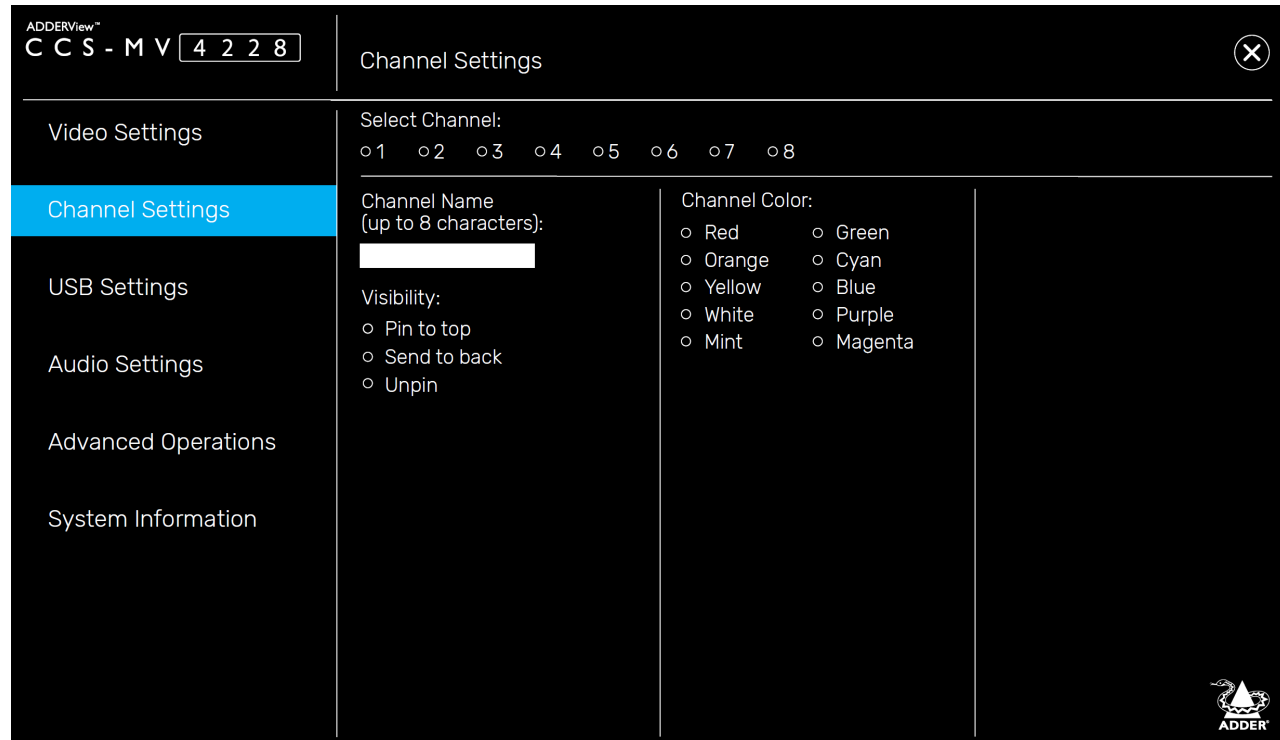 ADDERView™
CCS-MV 4228
Channel Settings
Video Settings
Channel Settings
USB Settings
Audio Settings
Advanced Operations
System Information
Select Channel:
1 2 3 4 5 6 7 8
Channel Name
(up to 8 characters):
Visibility:
Pin to top
Send to back
Unpin
Channel Color:
Red Green
Orange Cyan
Yellow Blue
White Purple
Mint Magenta
ADDER®